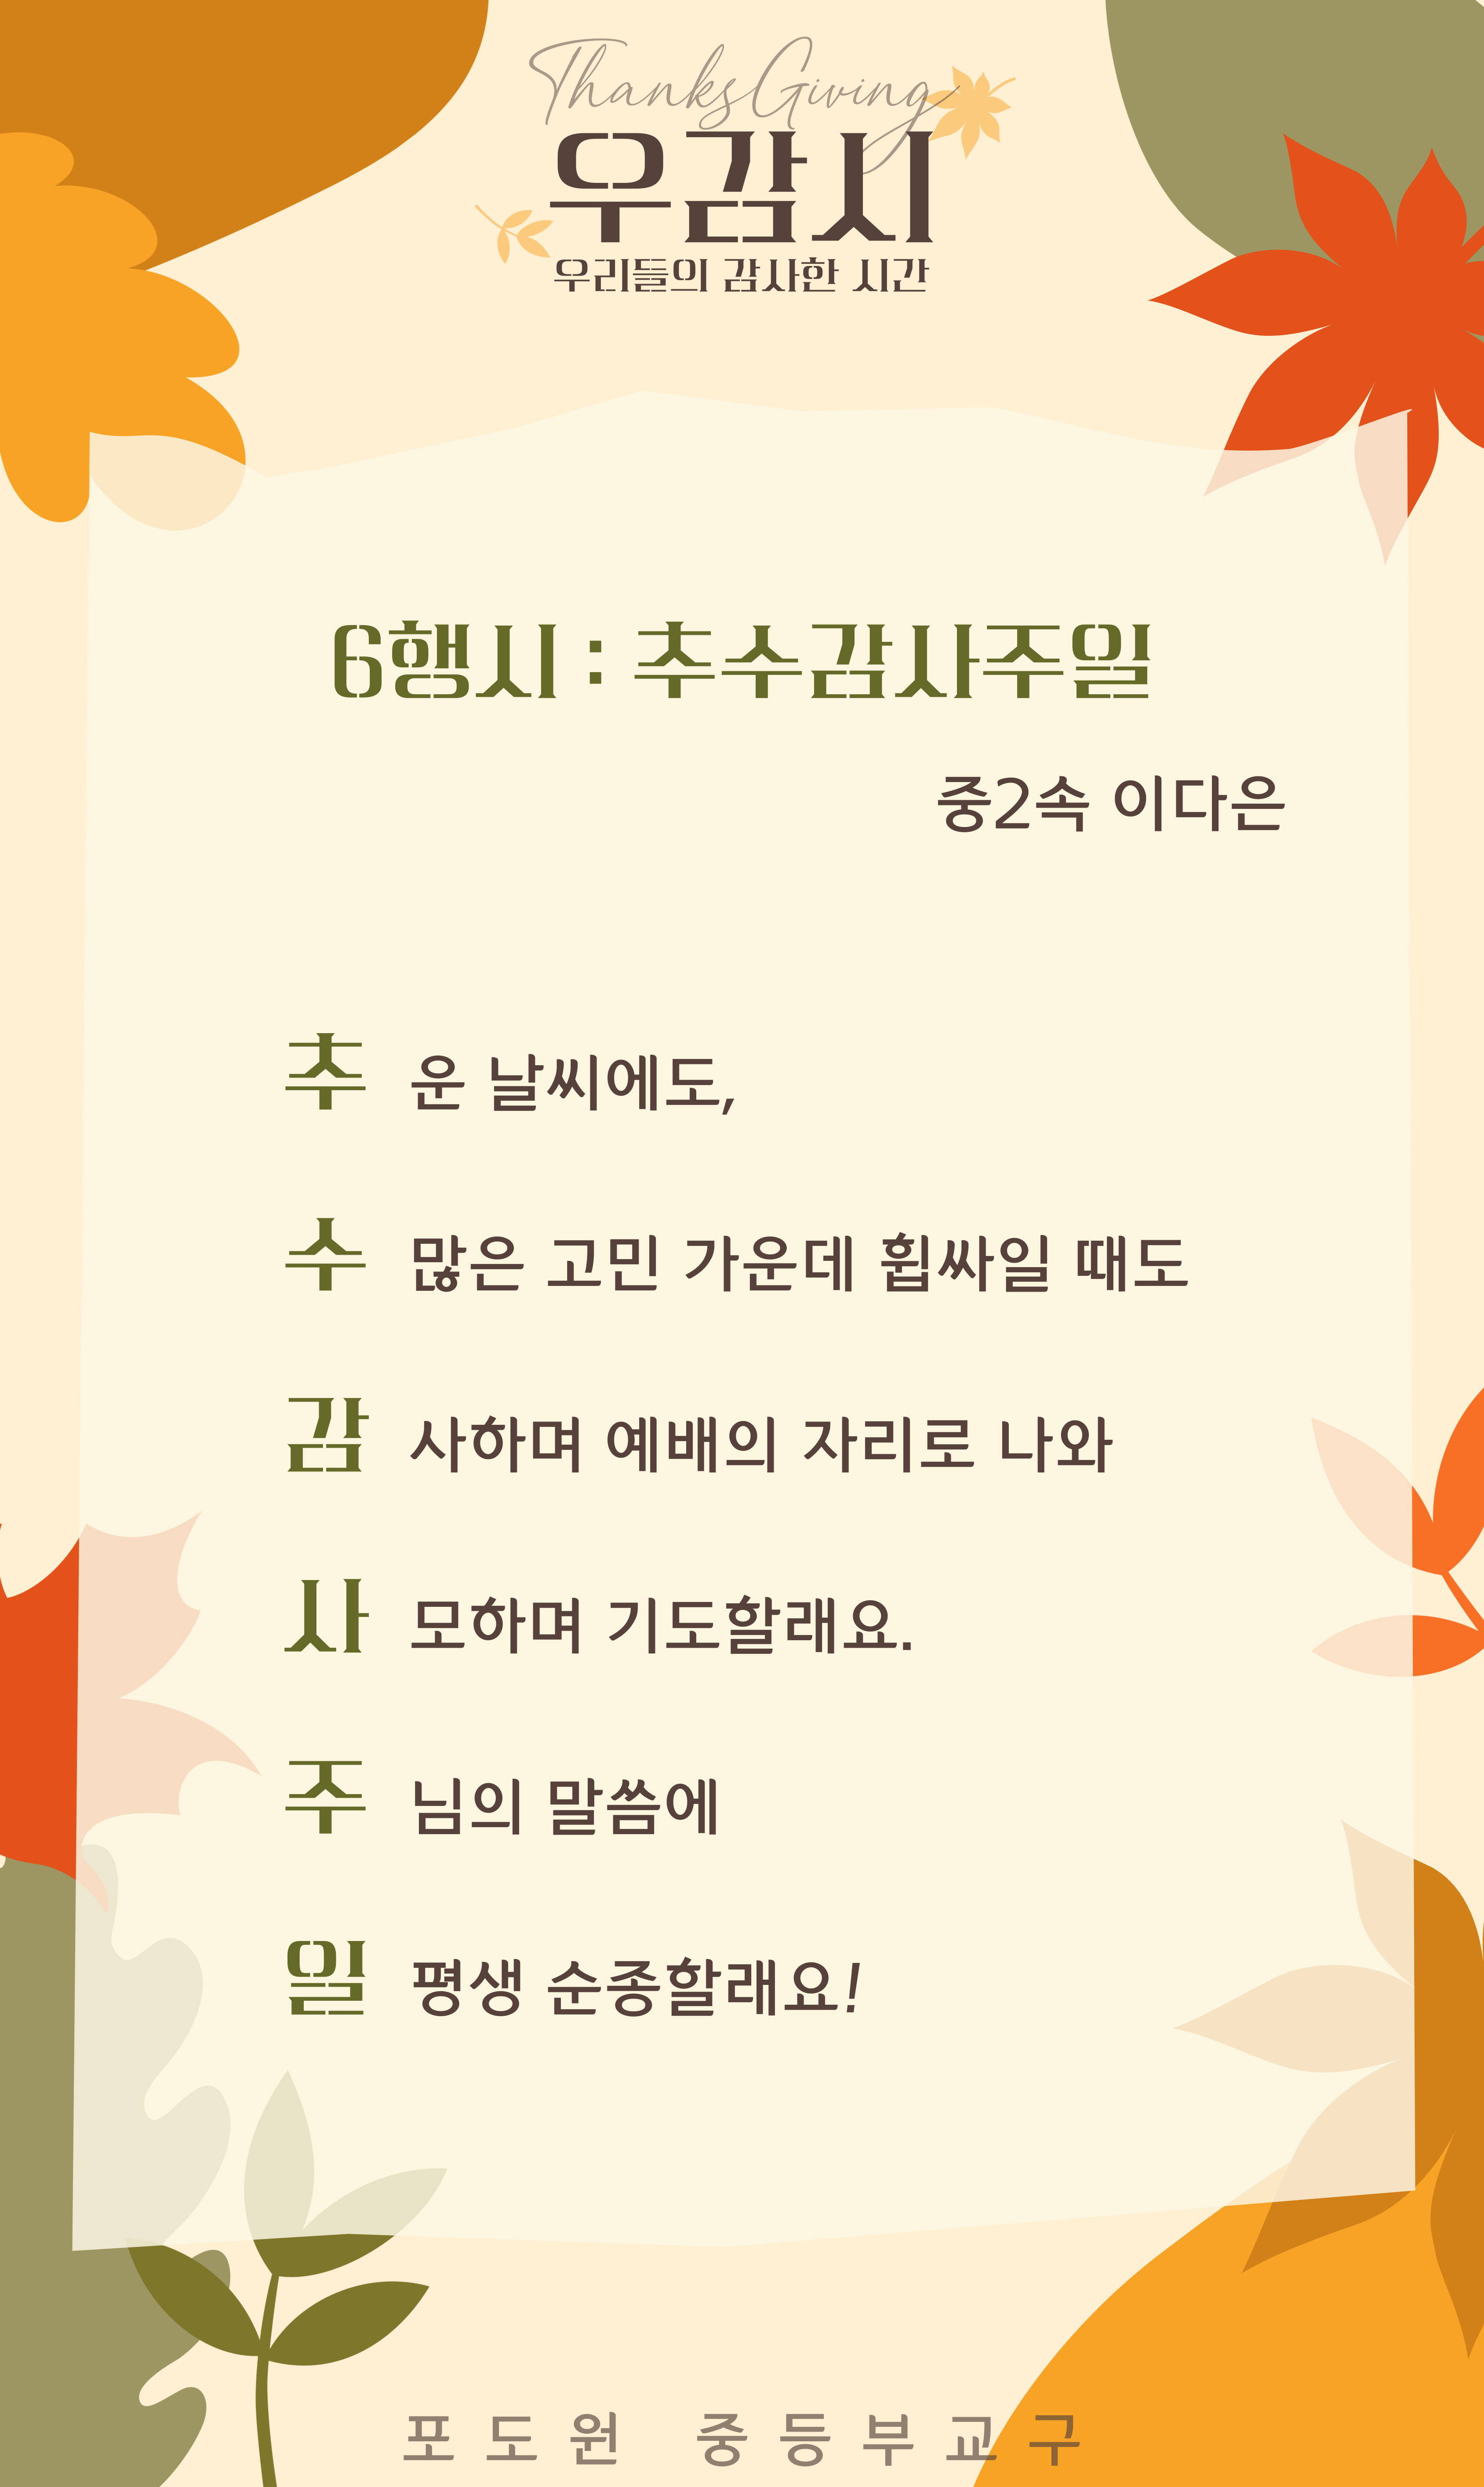 ThanksGiving
우감시
우리들의 감사한 시간
6행시 : 추수감사주일
중2속 이다은
추 운 날씨에도,
수 많은 고민 가운데 휩싸일 때도
감 사하며 예배의 자리로 나와
사 모하며 기도할래요.
주 님의 말씀에
일 평생 순종할래요!
포도원 중등부교구